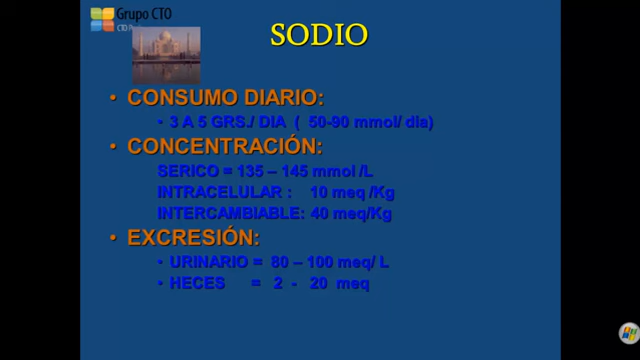 Grupo CTO
SODIO
• CONSUMO DIARIO:
• 3 A 5 GRS./ DIA ( 50-90 mmol/ dia)
• CONCENTRACIÓN:
SERICO = 135 – 145 mmol /L
INTRACELULAR : 10 meq /Kg
INTERCAMBIABLE: 40 meq/Kg
• EXCRESIÓN:
• URINARIO = 80 – 100 meq/ L
• HECES = 2 - 20 meq